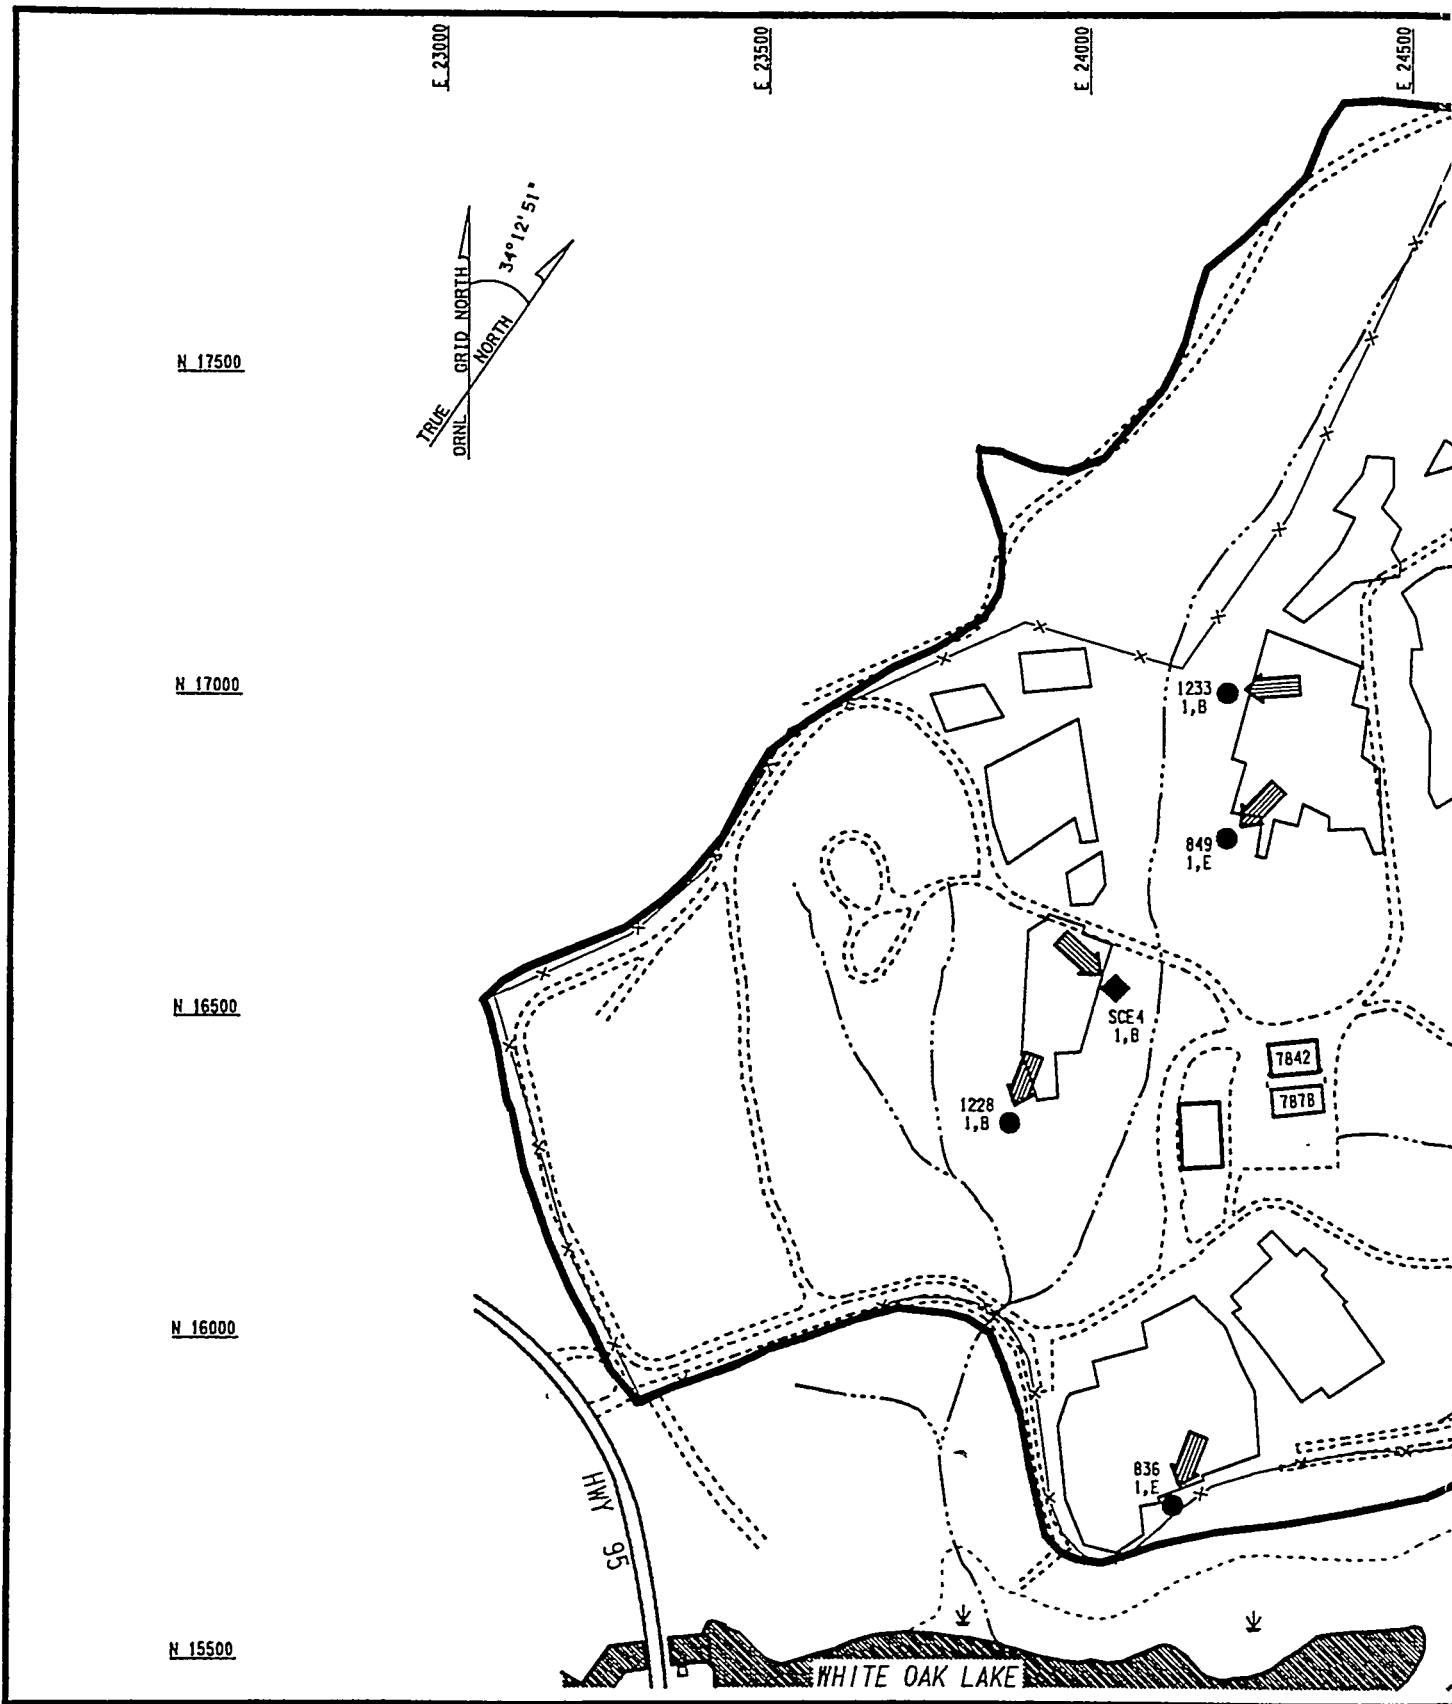 E 23000
E 23500
E 24000
E 24500
34°12'51"
ORNL GRID NORTH
TRUE NORTH
N 17500
N 17000
1233
1,B
849
1,E
N 16500
SCE4
1,B
7842
7878
1228
1,B
N 16000
HWY 95
836
1,E
N 15500
WHITE OAK LAKE